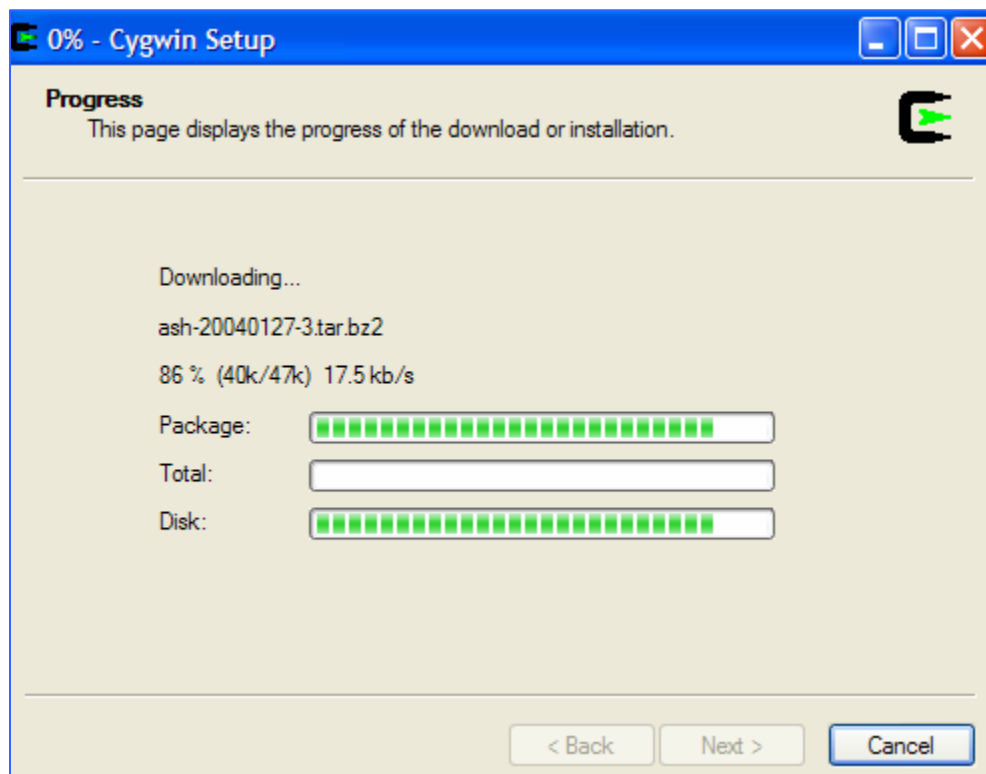 0% - Cygwin Setup
Progress
This page displays the progress of the download or installation.
Downloading...
ash-20040127-3.tar.bz2
86 % (40k/47k) 17.5 kb/s
Package:
Total:
Disk:
< Back Next > Cancel